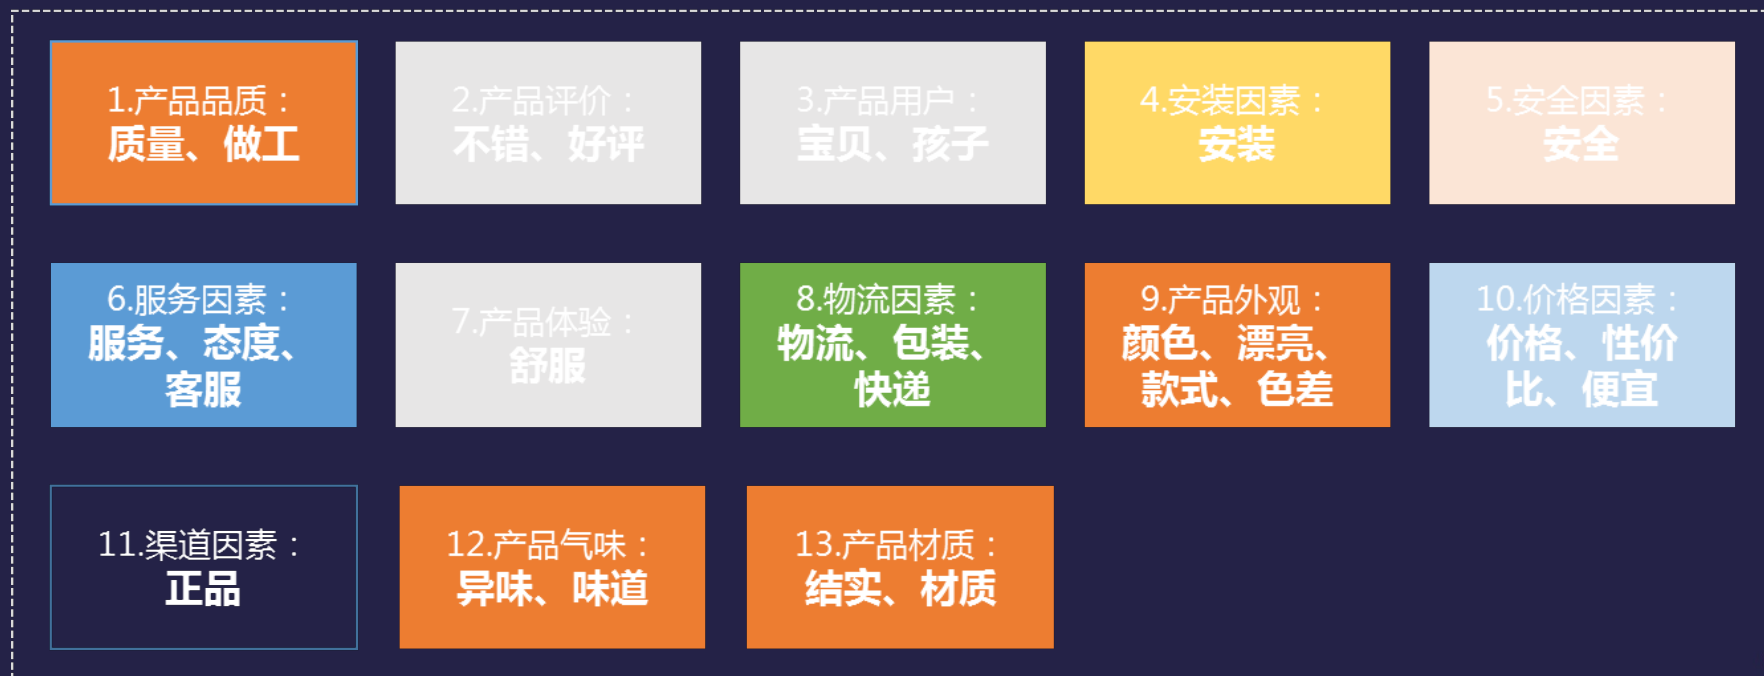 1.产品品质：
质量、做工
2.产品评价：
不错、好评
3.产品用户：
宝贝、孩子
4.安装因素：
安装
5.安全因素：
安全
6.服务因素：
服务、态度、
客服
7.产品体验：
舒服
8.物流因素：
物流、包装、
快递
9.产品外观：
颜色、漂亮、
款式、色差
10.价格因素：
价格、性价
比、便宜
11.渠道因素：
正品
12.产品气味：
异味、味道
13.产品材质：
结实、材质